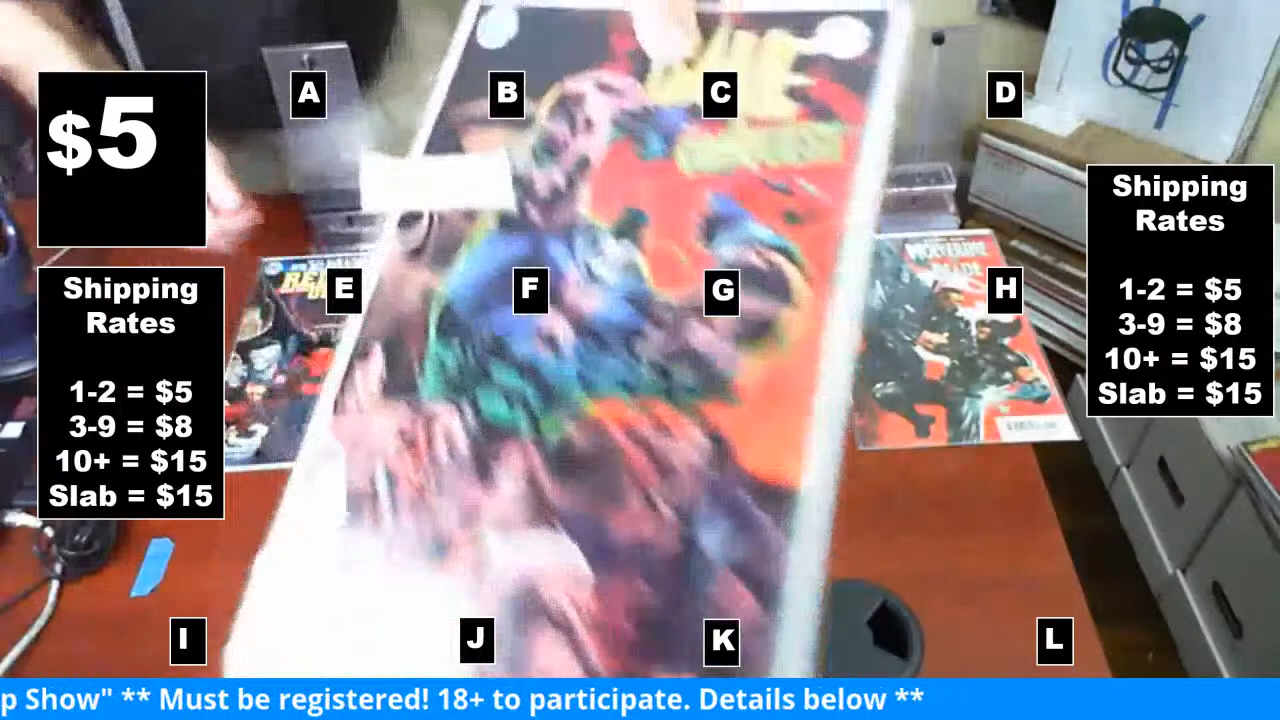 $5
A
B
C
D
Shipping
Rates
1-2 = $5
3-9 = $8
10+ = $15
Slab = $15
E
F
G
H
WOLVERINE
BLADE
Shipping
Rates
1-2 = $5
3-9 = $8
10+ = $15
Slab = $15
I
J
K
L
p Show" ** Must be registered! 18+ to participate. Details below **